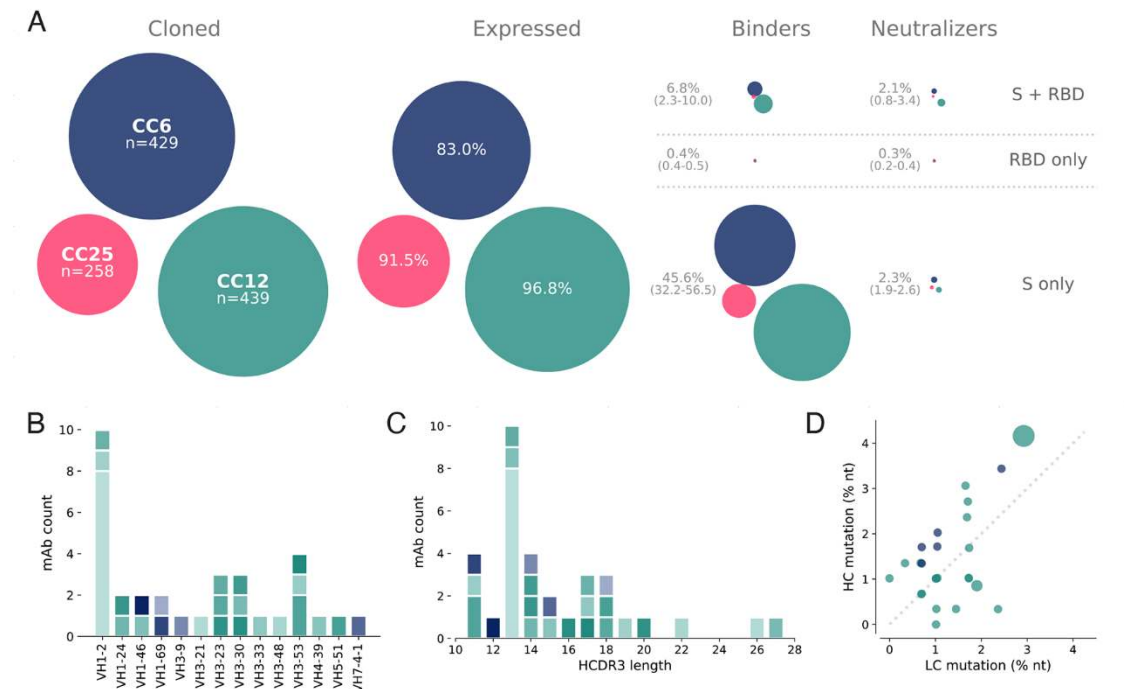 A
Cloned
Expressed
Binders
Neutralizers
CC6
n=429
CC25
n=258
CC12
n=439
83.0%
91.5%
96.8%
6.8%
(2.3-10.0)
2.1%
(0.8-3.4)
S + RBD
0.4%
(0.4-0.5)
0.3%
(0.2-0.4)
RBD only
45.6%
(32.2-56.5)
2.3%
(1.9-2.6)
S only
B
mAb count
10
8
6
4
2
0
VH1-2
VH1-24
VH1-46
VH1-69
VH3-9
VH3-21
VH3-23
VH3-30
VH3-33
VH3-48
VH3-53
VH4-39
VH5-51
VH7-4-1
C
mAb count
10
8
6
4
2
0
10 12 14 16 18 20 22 24 26 28
HCDR3 length
D
HC mutation (% nt)
4
3
2
1
0
0 1 2 3 4
LC mutation (% nt)